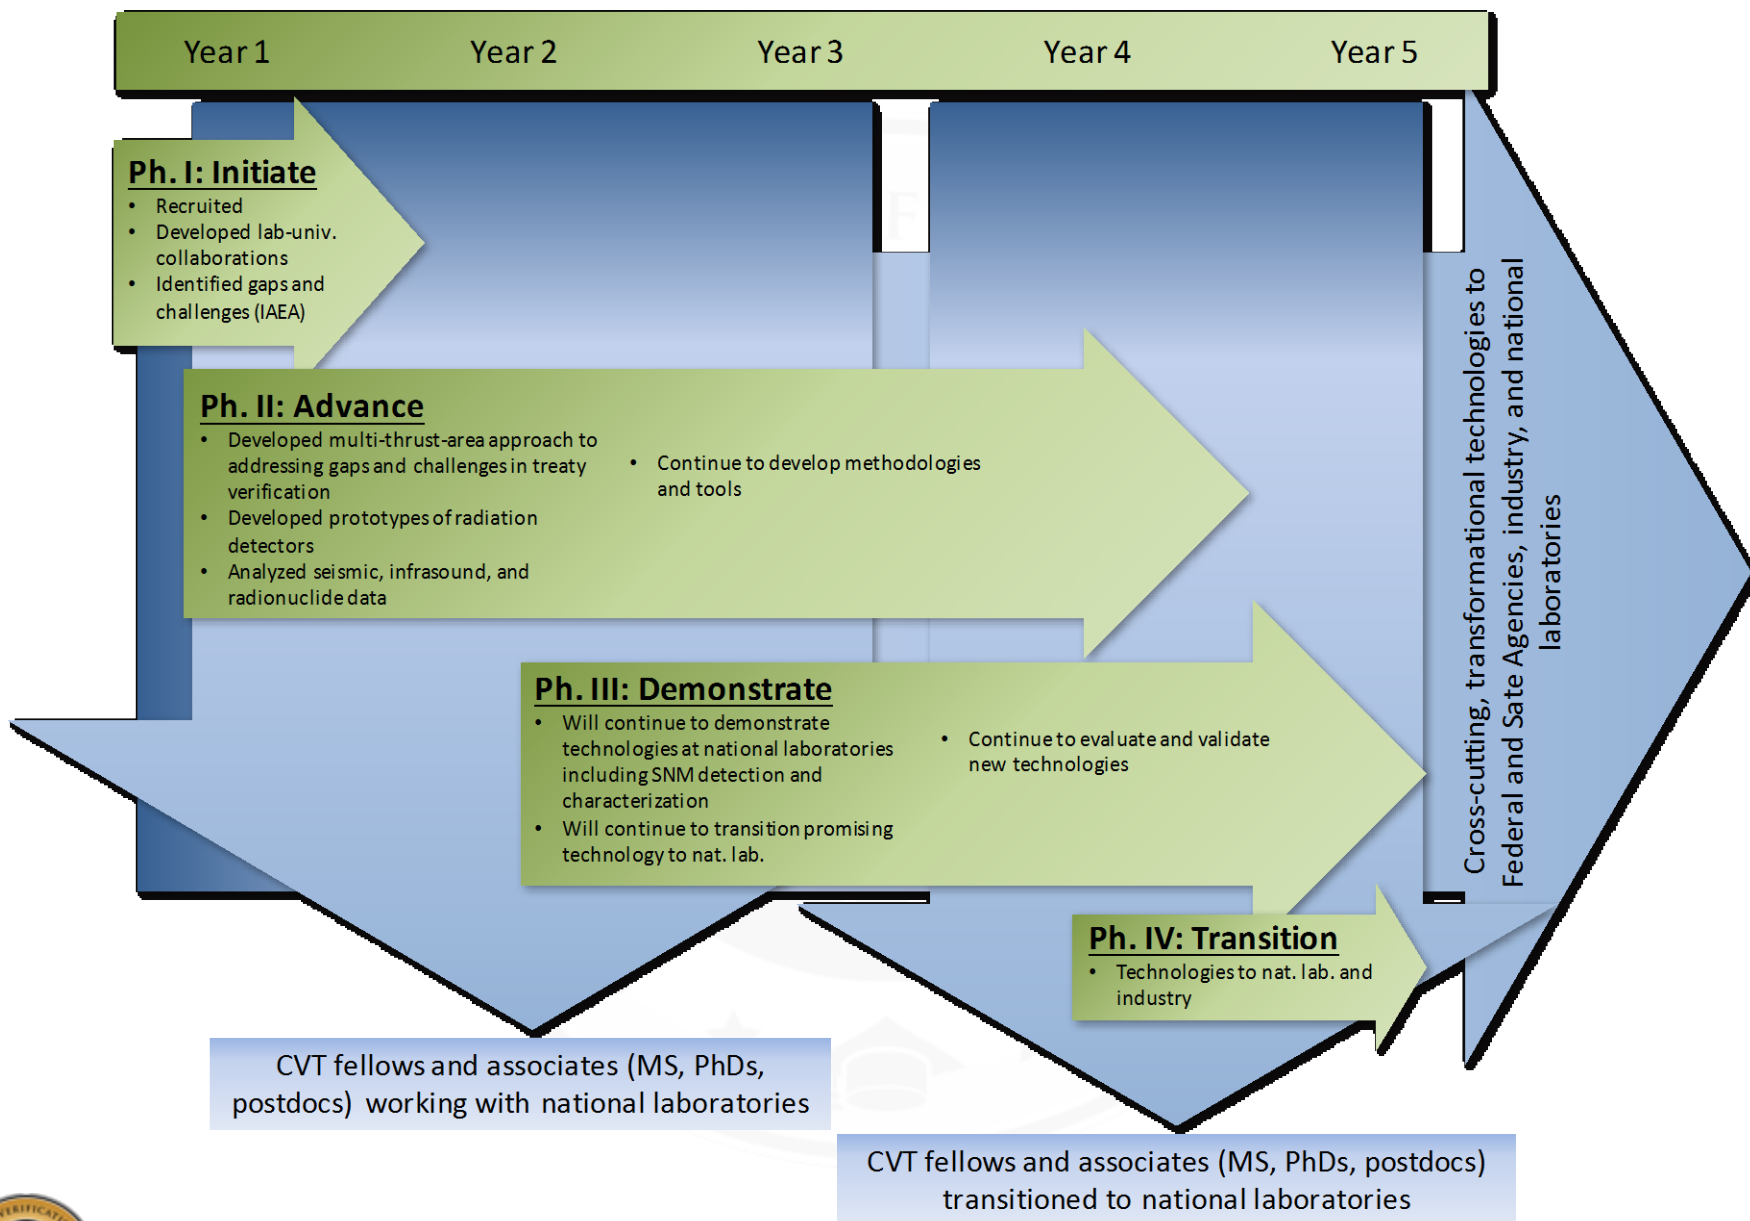 Year 1 Year 2 Year 3 Year 4 Year 5
Ph. I: Initiate
• Recruited
• Developed lab-univ.
collaborations
• Identified gaps and
challenges (IAEA)
Ph. II: Advance
• Developed multi-thrust-area approach to
addressing gaps and challenges in treaty
verification
• Developed prototypes of radiation
detectors
• Analyzed seismic, infrasound, and
radionuclide data
• Continue to develop methodologies
and tools
Ph. III: Demonstrate
• Will continue to demonstrate
technologies at national laboratories
including SNM detection and
characterization
• Will continue to transition promising
technology to nat. lab.
• Continue to evaluate and validate
new technologies
Ph. IV: Transition
• Technologies to nat. lab. and
industry
Cross-cutting, transformational technologies to
Federal and Sate Agencies, industry, and national
laboratories
CVT fellows and associates (MS, PhDs,
postdocs) working with national laboratories
CVT fellows and associates (MS, PhDs, postdocs)
transitioned to national laboratories